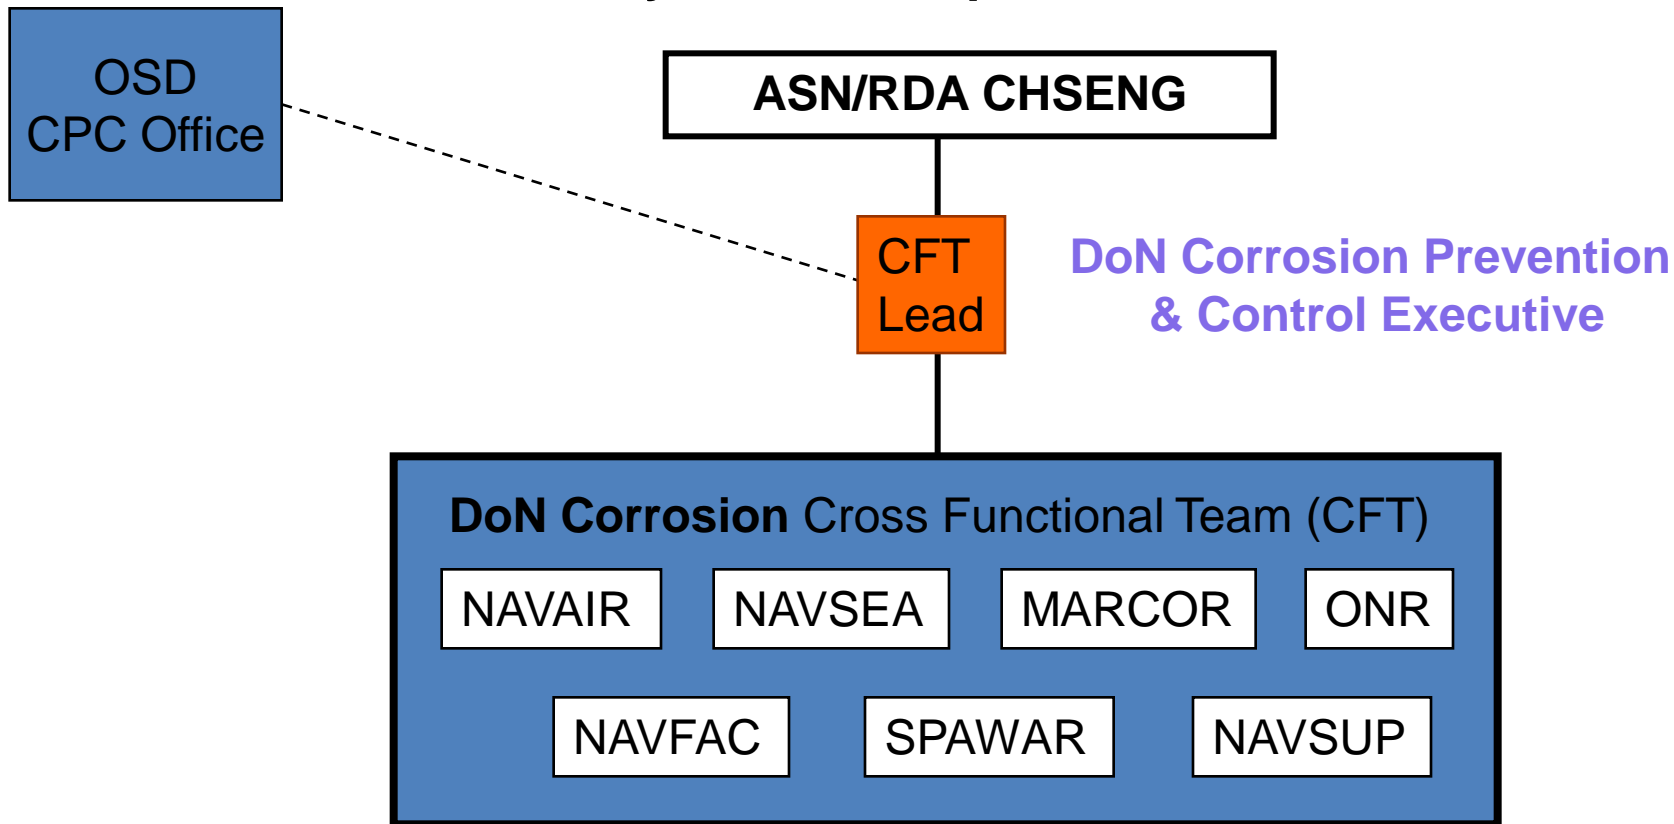 OSD
CPC Office
ASN/RDA CHSENG
CFT
Lead
DoN Corrosion Prevention
& Control Executive
DoN Corrosion Cross Functional Team (CFT)
NAVAIR
NAVSEA
MARCOR
ONR
NAVFAC
SPAWAR
NAVSUP